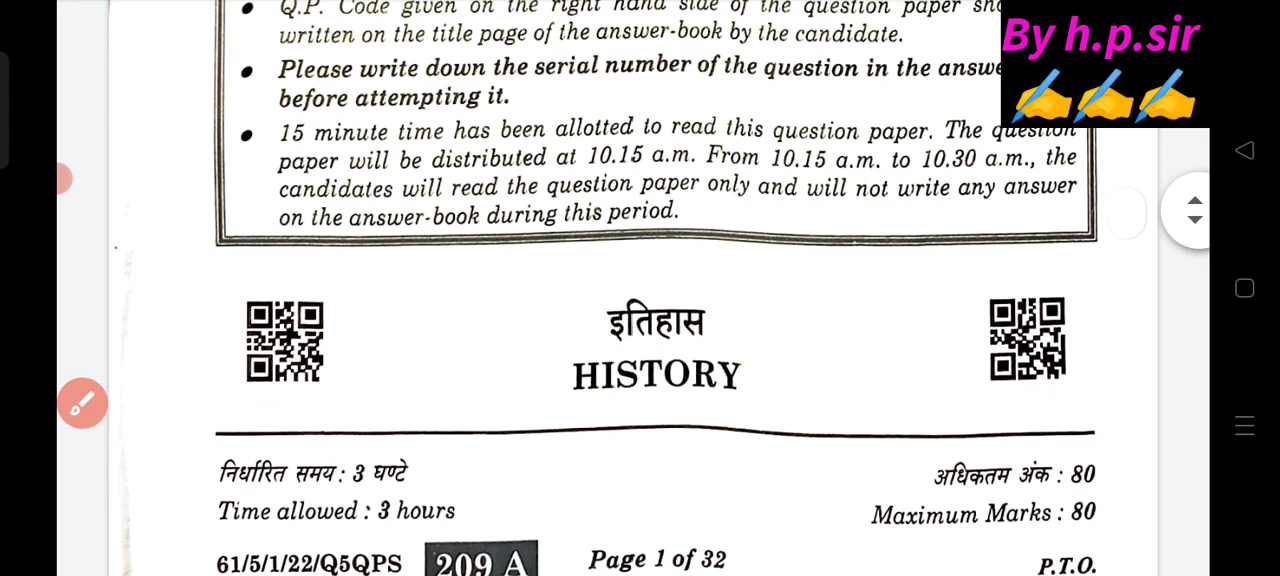 Q.P. Code given on the right hand side of the question paper
written on the title page of the answer-book by the candidate.
Please write down the serial number of the question in the
before attempting it.
15 minute time has been allotted to read this question paper. The question
paper will be distributed at 10.15 a.m. From 10.15 a.m. to 10.30 a.m., the
candidates will read the question paper only and will not write any answer
on the answer-book during this period.
By h.p.sir
इतिहास
HISTORY
निर्धारित समय : 3 घण्टे
अधिकतम अंक : 80
Time allowed : 3 hours
Maximum Marks : 80
61/5/1/22/Q5QPS
209 A
Page 1 of 32
P.T.O.